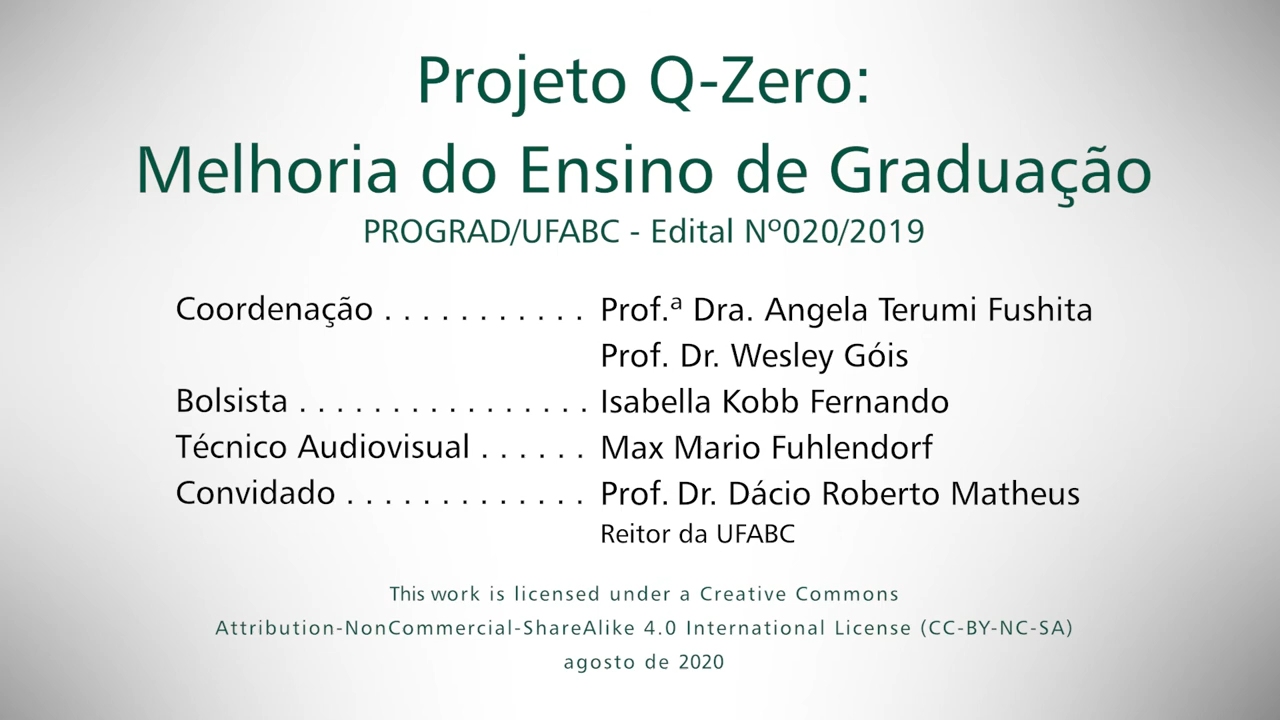 Projeto Q-Zero:
Melhoria do Ensino de Graduação
PROGRAD/UFABC - Edital Nº020/2019
Coordenação . . . . . . . . . . . Prof.ª Dra. Angela Terumi Fushita
Prof. Dr. Wesley Góis
Bolsista . . . . . . . . . . . . . . . . Isabella Kobb Fernando
Técnico Audiovisual . . . . . . Max Mario Fuhlendorf
Convidado . . . . . . . . . . . . . Prof. Dr. Dácio Roberto Matheus
Reitor da UFABC
This work is licensed under a Creative Commons
Attribution-NonCommercial-ShareAlike 4.0 International License (CC-BY-NC-SA)
agosto de 2020